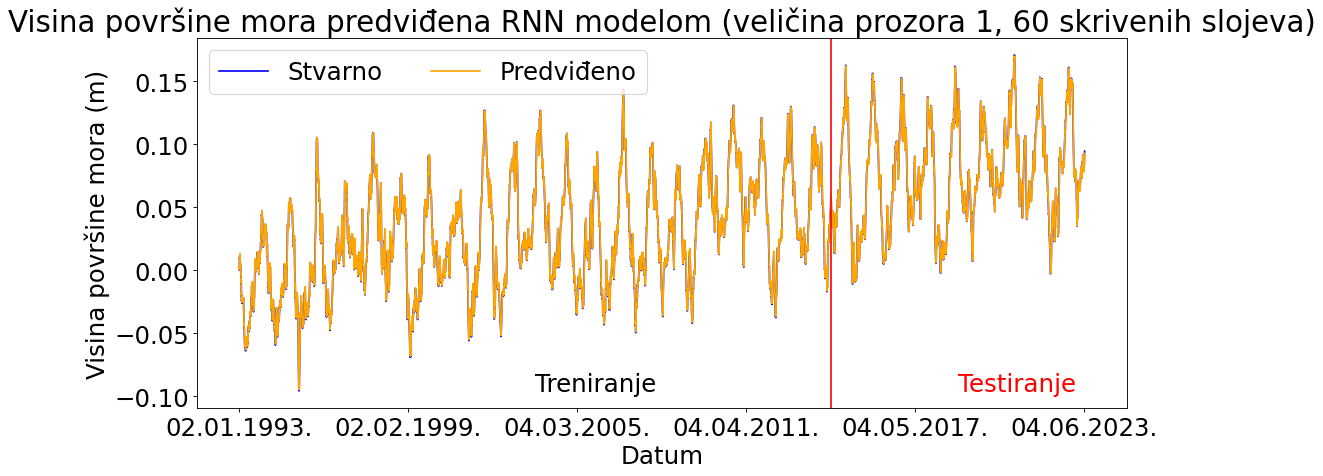 Visina površine mora predviđena RNN modelom (veličina prozora 1, 60 skrivenih slojeva)
Stvarno
Predviđeno
Visina površine mora (m)
0.15
0.10
0.05
0.00
−0.05
−0.10
Treniranje
Testiranje
02.01.1993.
02.02.1999.
04.03.2005.
04.04.2011.
04.05.2017.
04.06.2023.
Datum